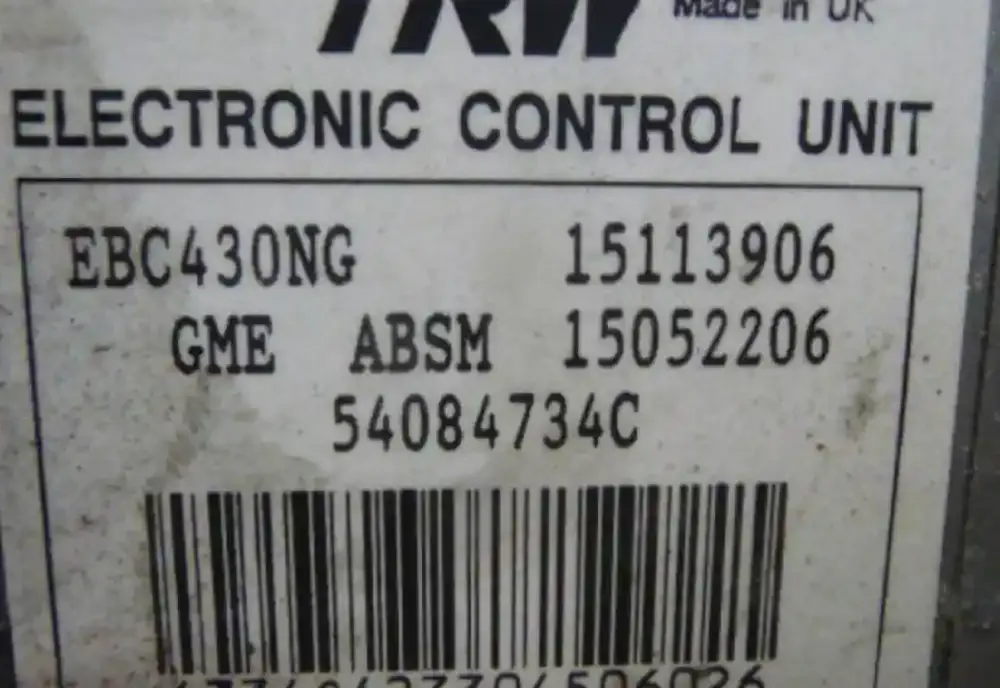 TRW Made in UK
ELECTRONIC CONTROL UNIT
EBC430NG 15113906
GME ABSM 15052206
54084734C